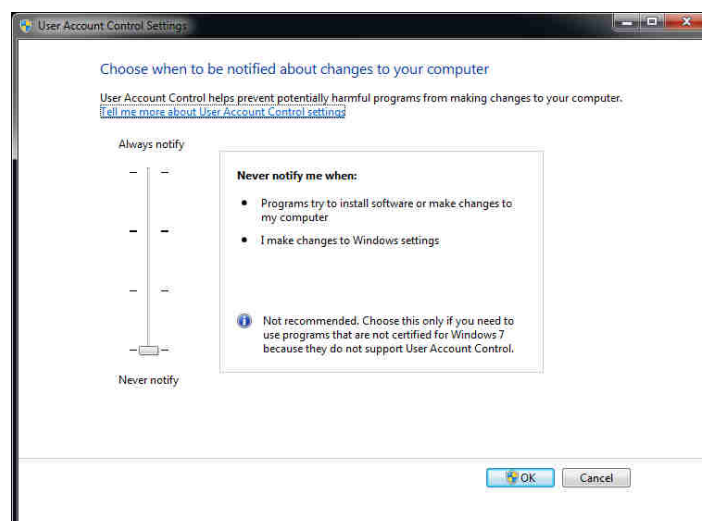 User Account Control Settings
Choose when to be notified about changes to your computer
User Account Control helps prevent potentially harmful programs from making changes to your computer.
Tell me more about User Account Control settings
Always notify
Never notify me when:
Programs try to install software or make changes to
my computer
I make changes to Windows settings
Not recommended. Choose this only if you need to
use programs that are not certified for Windows 7
because they do not support User Account Control.
Never notify
OK
Cancel